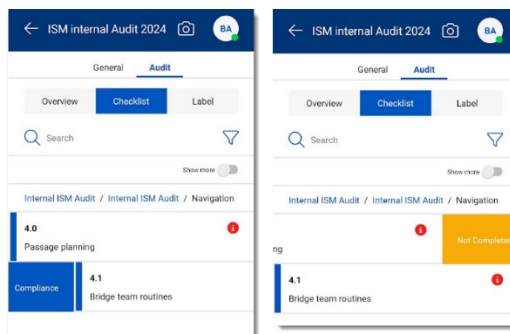 ISM internal Audit 2024
BA
General Audit
Overview Checklist Label
Search
Show more
Internal ISM Audit / Internal ISM Audit / Navigation
4.0
Passage planning
Compliance
4.1
Bridge team routines
ISM internal Audit 2024
BA
General Audit
Overview Checklist Label
Search
Show more
Internal ISM Audit / Internal ISM Audit / Navigation
ng
Not Complete
4.1
Bridge team routines